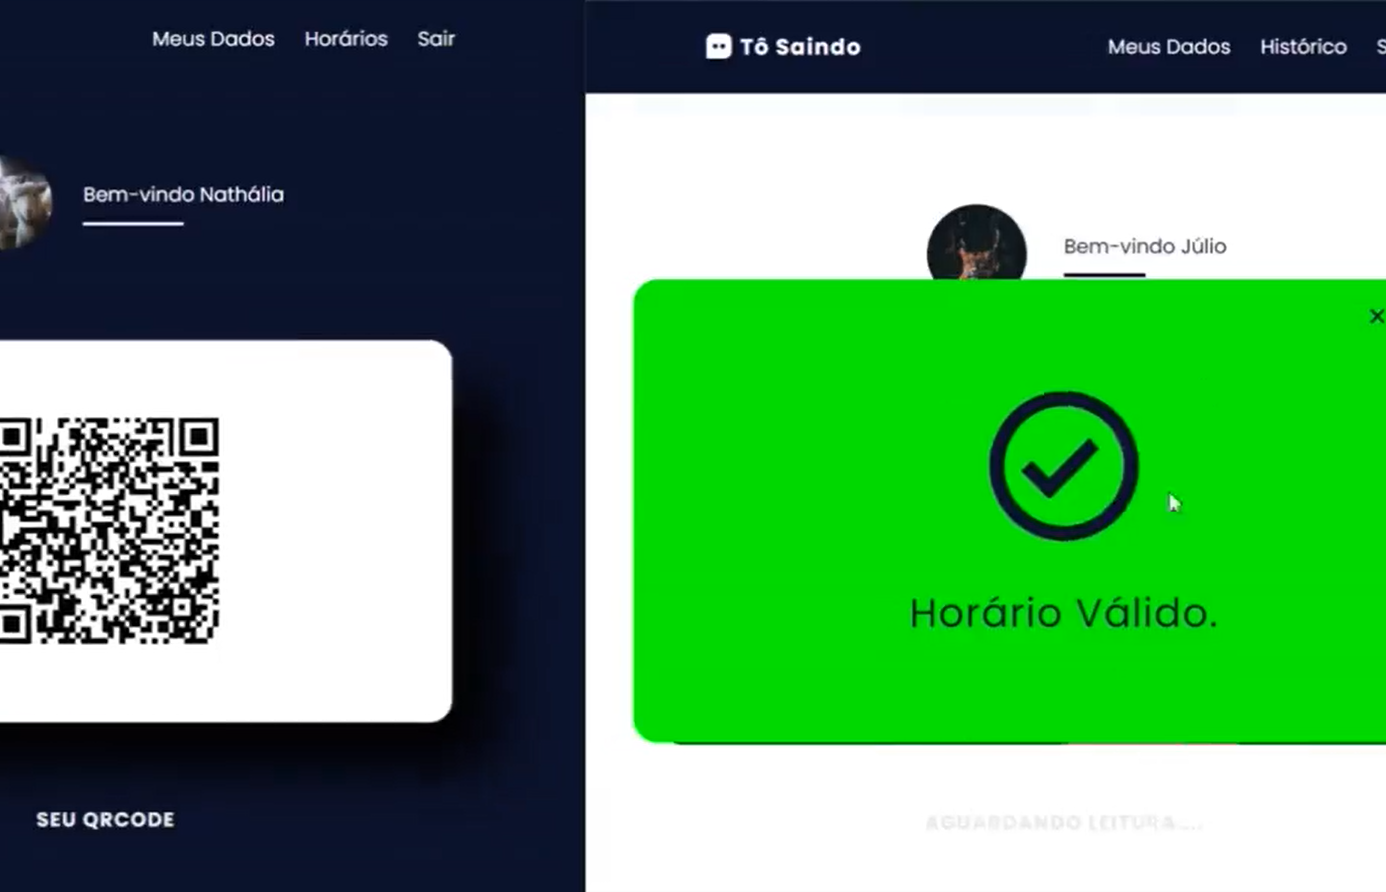 Meus Dados Horários Sair
Bem-vindo Nathália
SEU QRCODE
Tô Saindo
Meus Dados Histórico S
Bem-vindo Júlio
Horário Válido.
AGUARDANDO LEITURA...